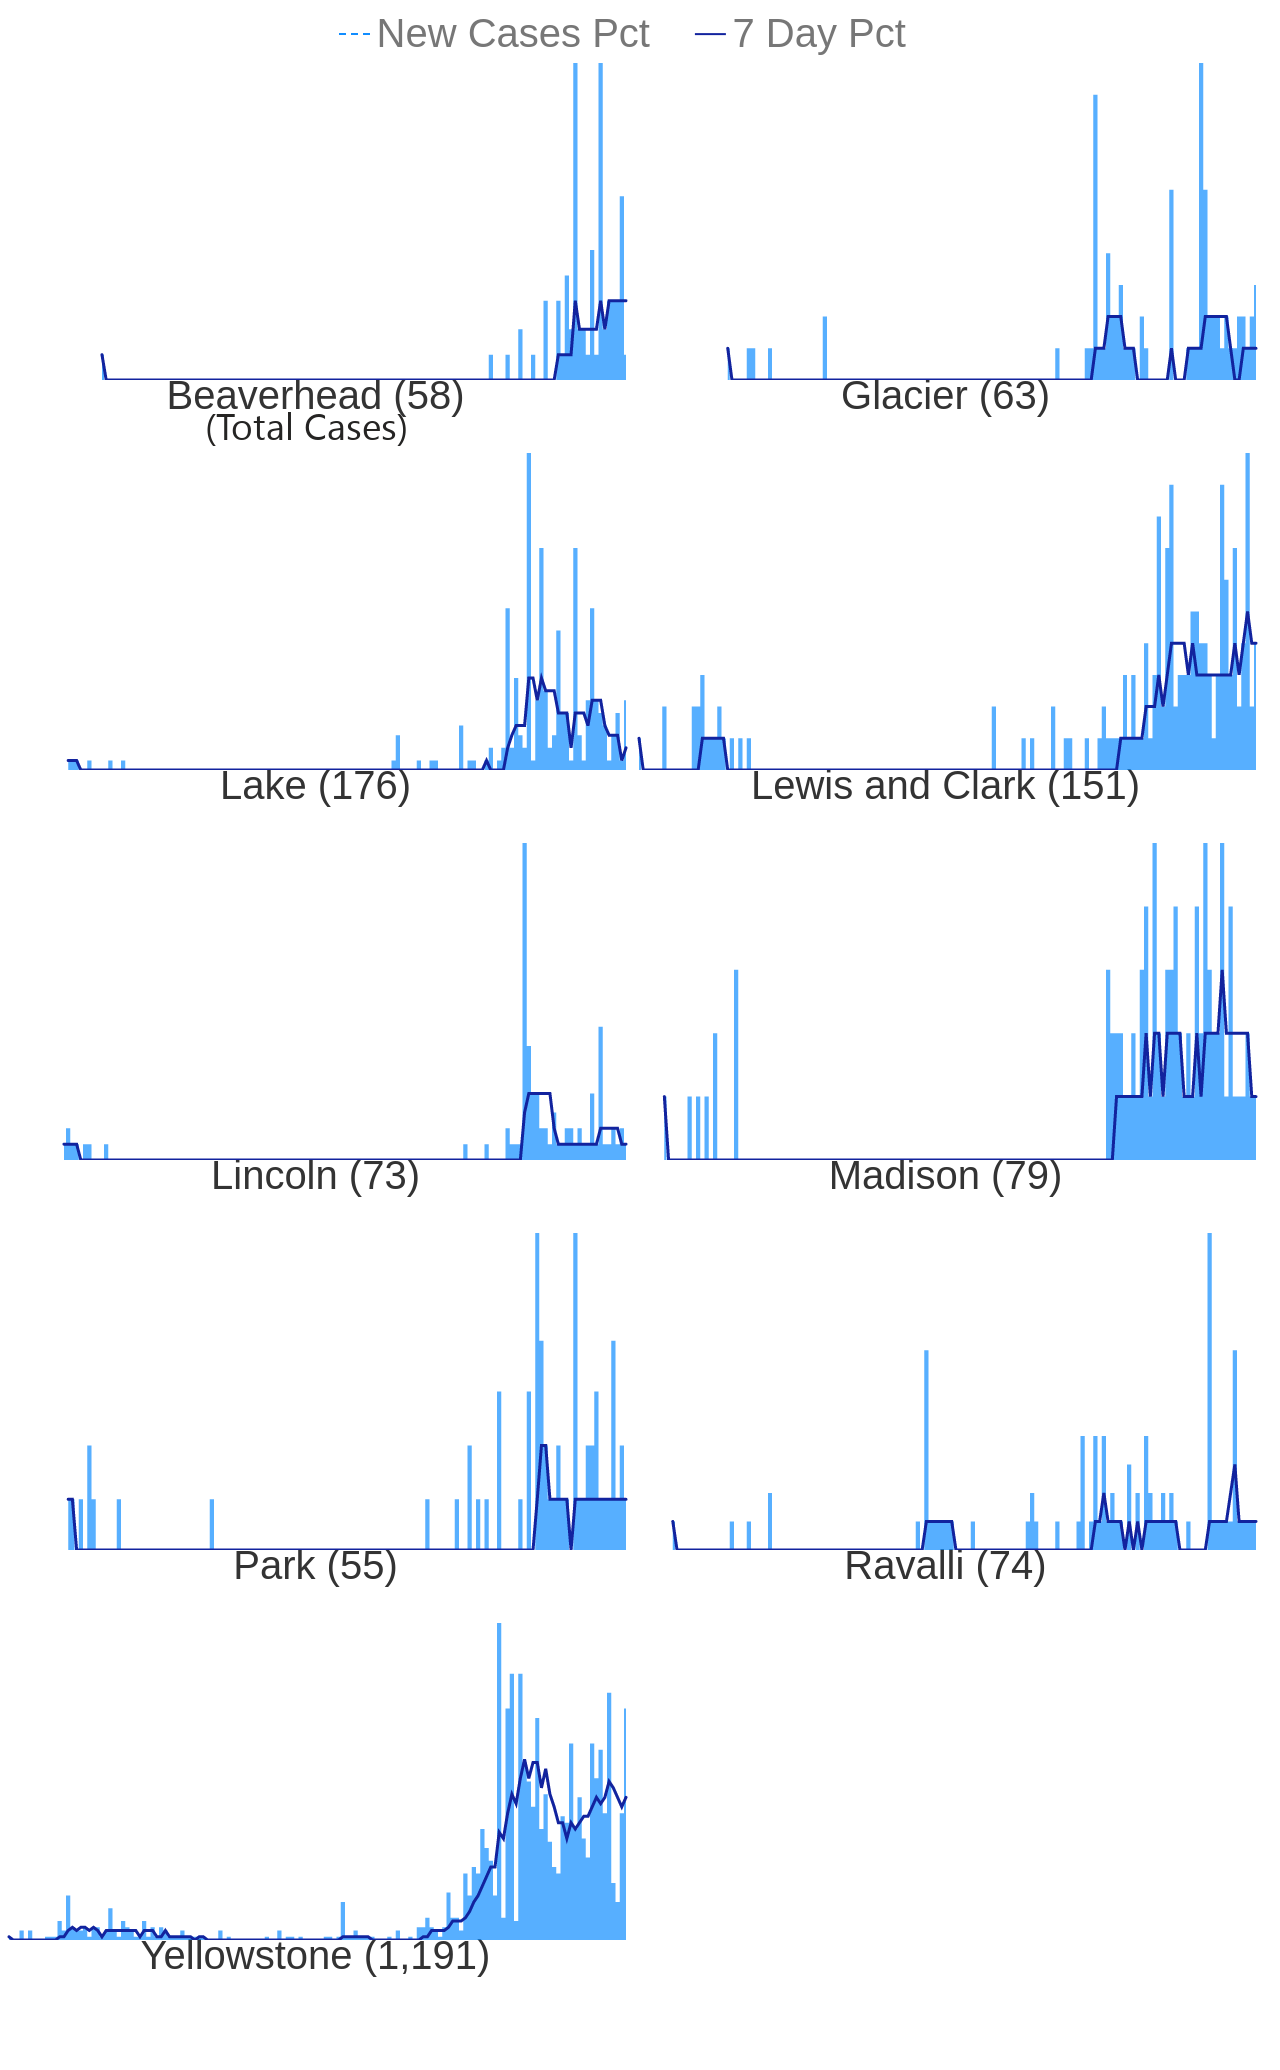 New Cases Pct 7 Day Pct
Beaverhead (58) Glacier (63)
(Total Cases)
Lake (176) Lewis and Clark (151)
Lincoln (73) Madison (79)
Park (55) Ravalli (74)
Yellowstone (1,191)